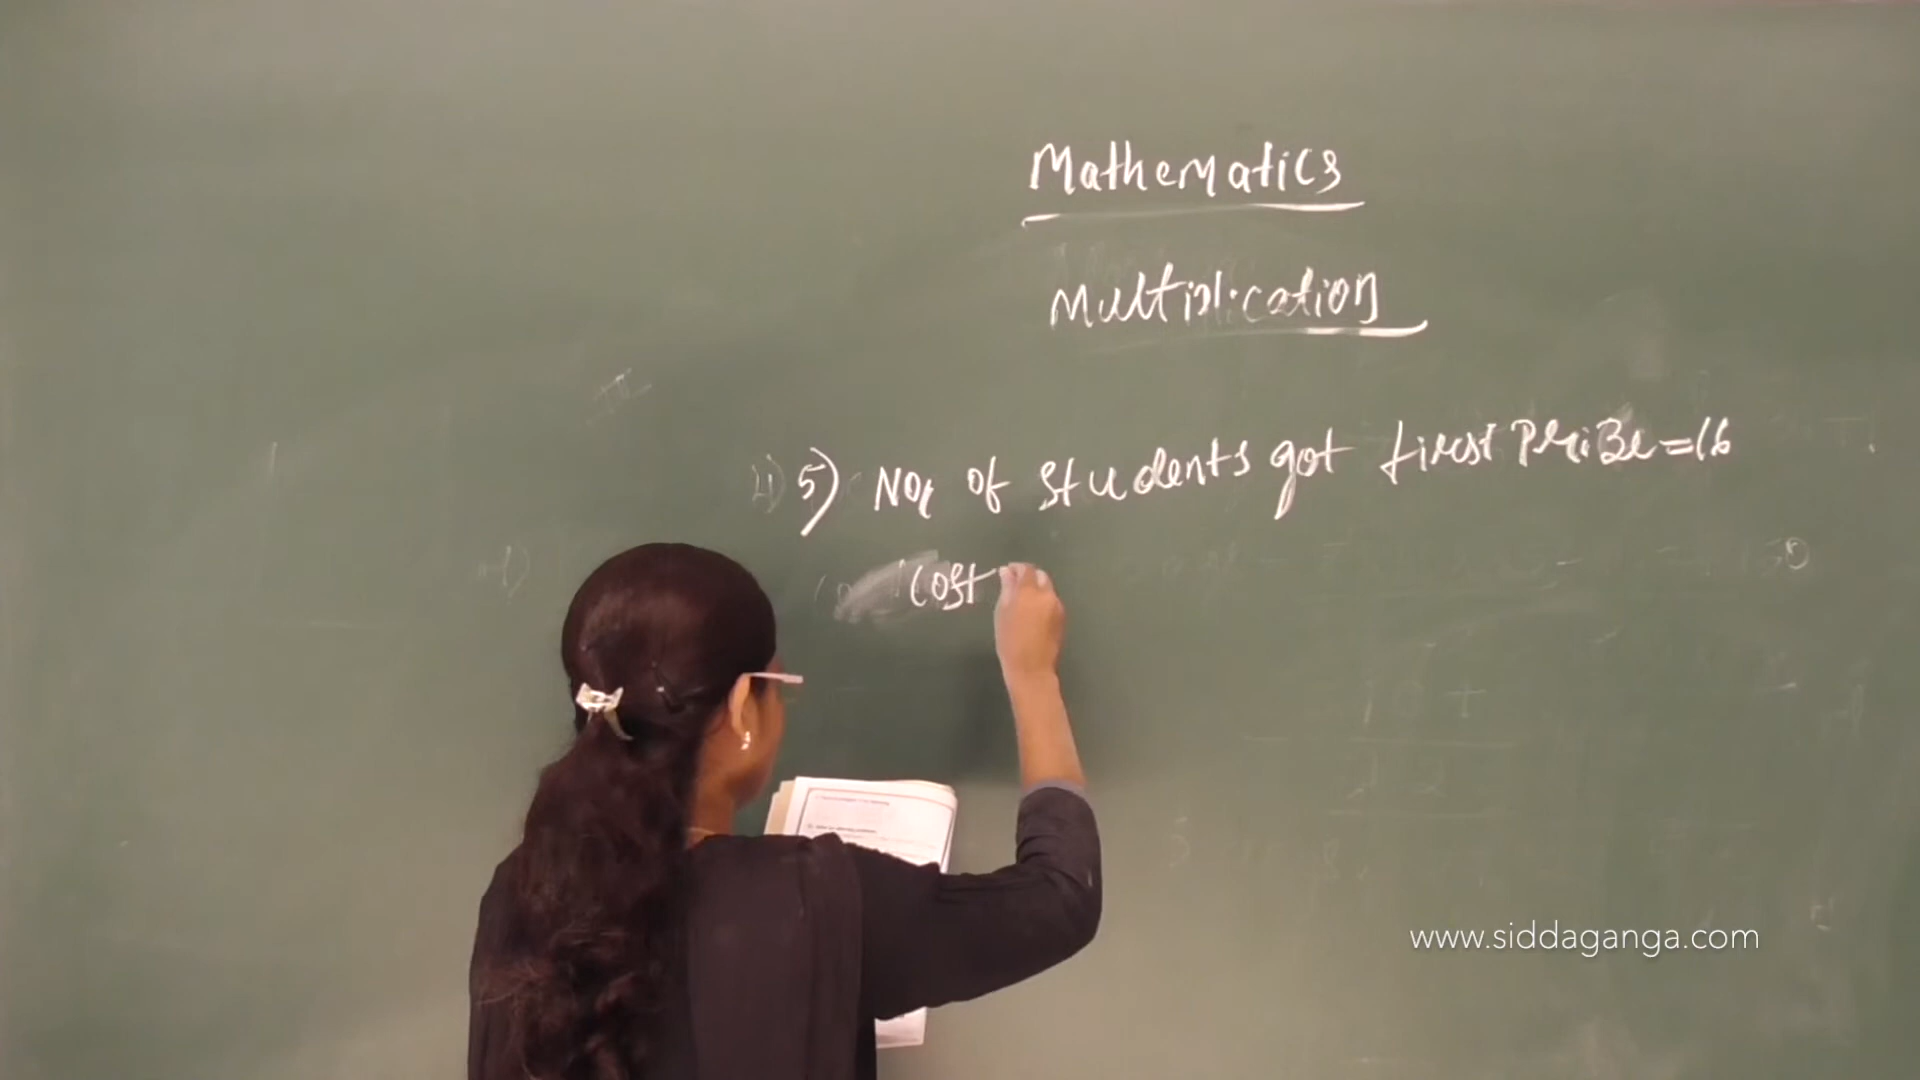 Mathematics
Multiplication
5) No of students got first prize = 16
Cost
www.siddaganga.com